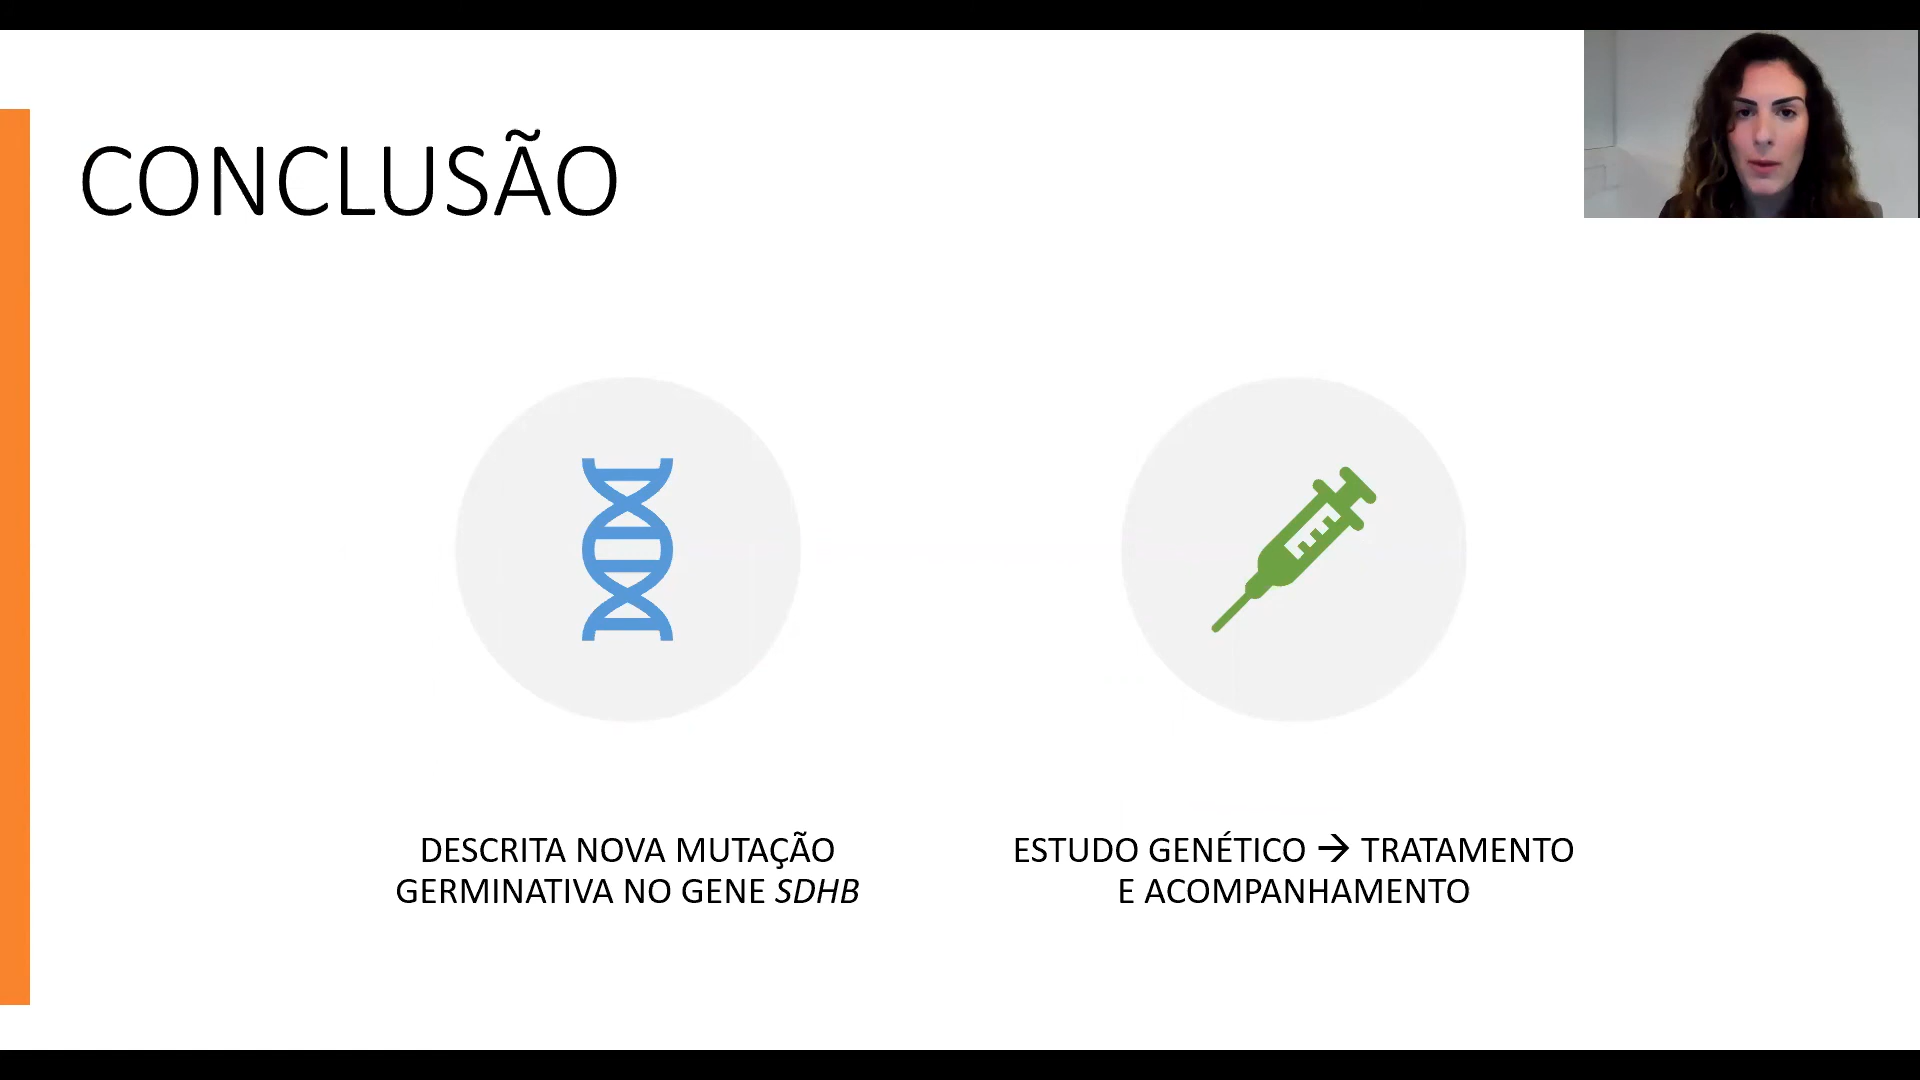 CONCLUSÃO
DESCRITA NOVA MUTAÇÃO
GERMINATIVA NO GENE SDHB
ESTUDO GENÉTICO → TRATAMENTO
E ACOMPANHAMENTO